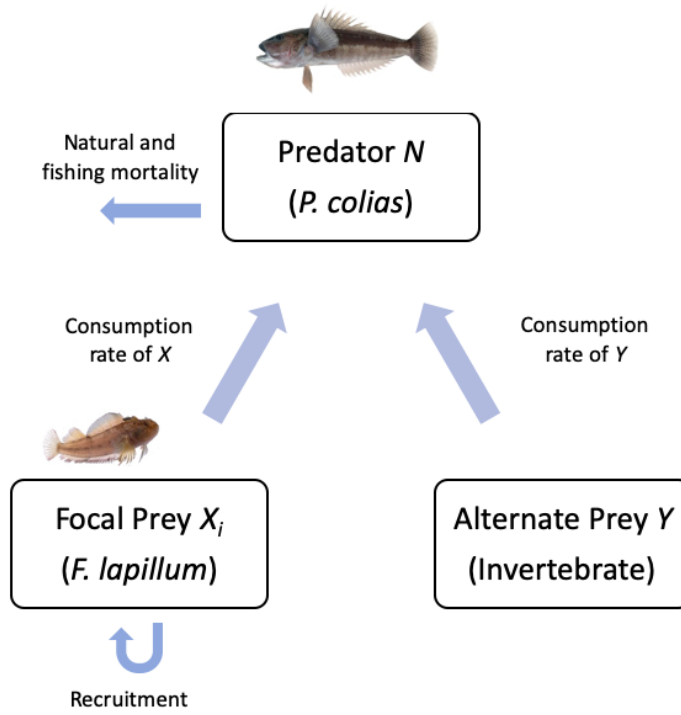 Natural and
fishing mortality
Predator N
(P. colias)
Consumption
rate of X
Consumption
rate of Y
Focal Prey Xi
(F. lapillum)
Alternate Prey Y
(Invertebrate)
Recruitment